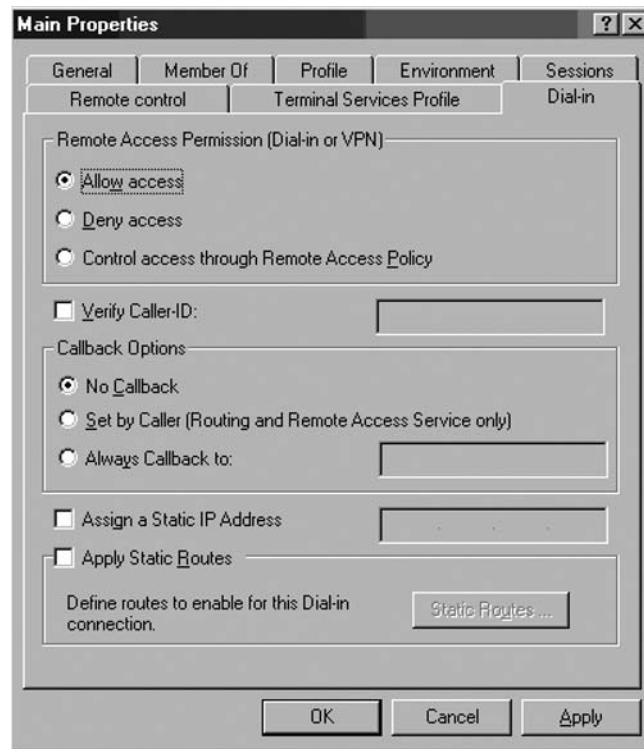 Main Properties
General Member Of Profile Environment Sessions
Remote control Terminal Services Profile Dial-in
Remote Access Permission (Dial-in or VPN)
Allow access
Deny access
Control access through Remote Access Policy
Verify Caller-ID:
Callback Options
No Callback
Set by Caller (Routing and Remote Access Service only)
Always Callback to:
Assign a Static IP Address
Apply Static Routes
Define routes to enable for this Dial-in
connection.
Static Routes ...
OK Cancel Apply